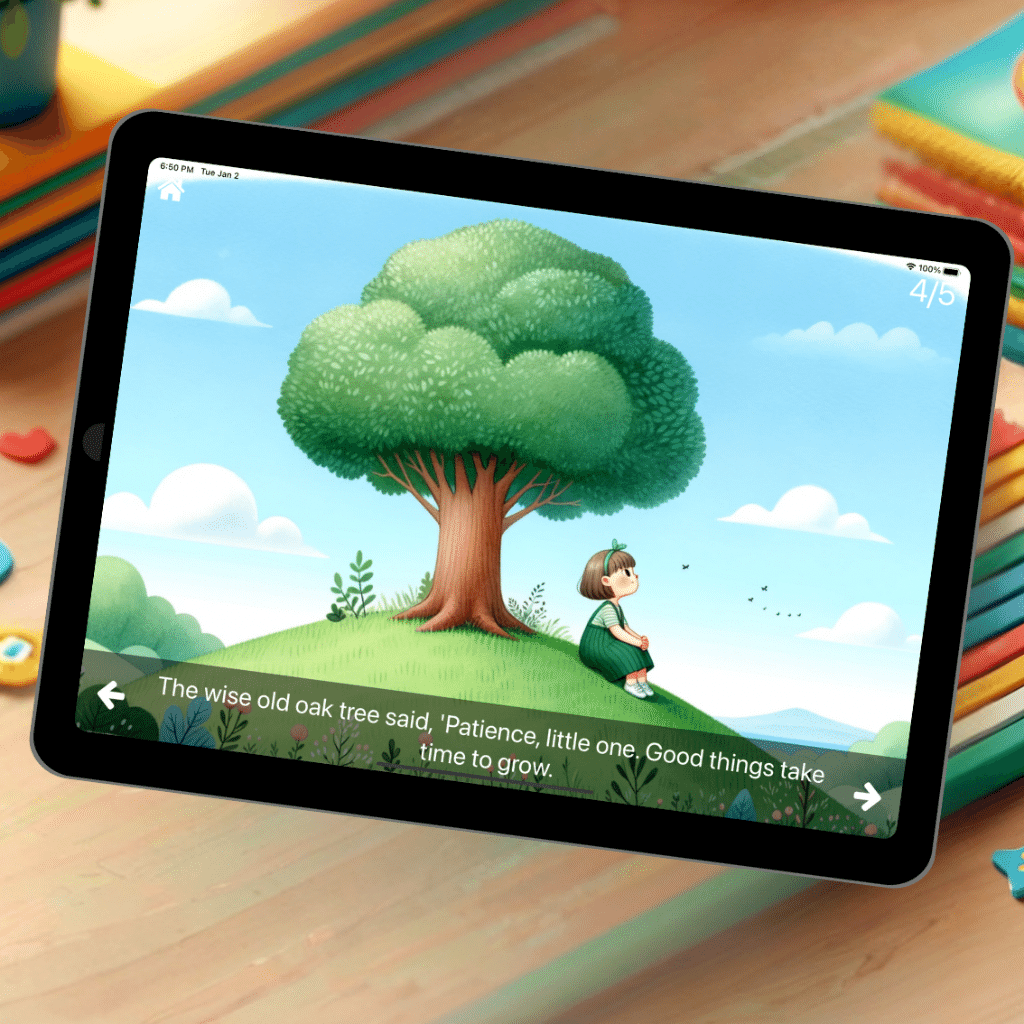 6:50 PM Tue Jan 2
100%
4/5
The wise old oak tree said, 'Patience, little one. Good things take
time to grow.